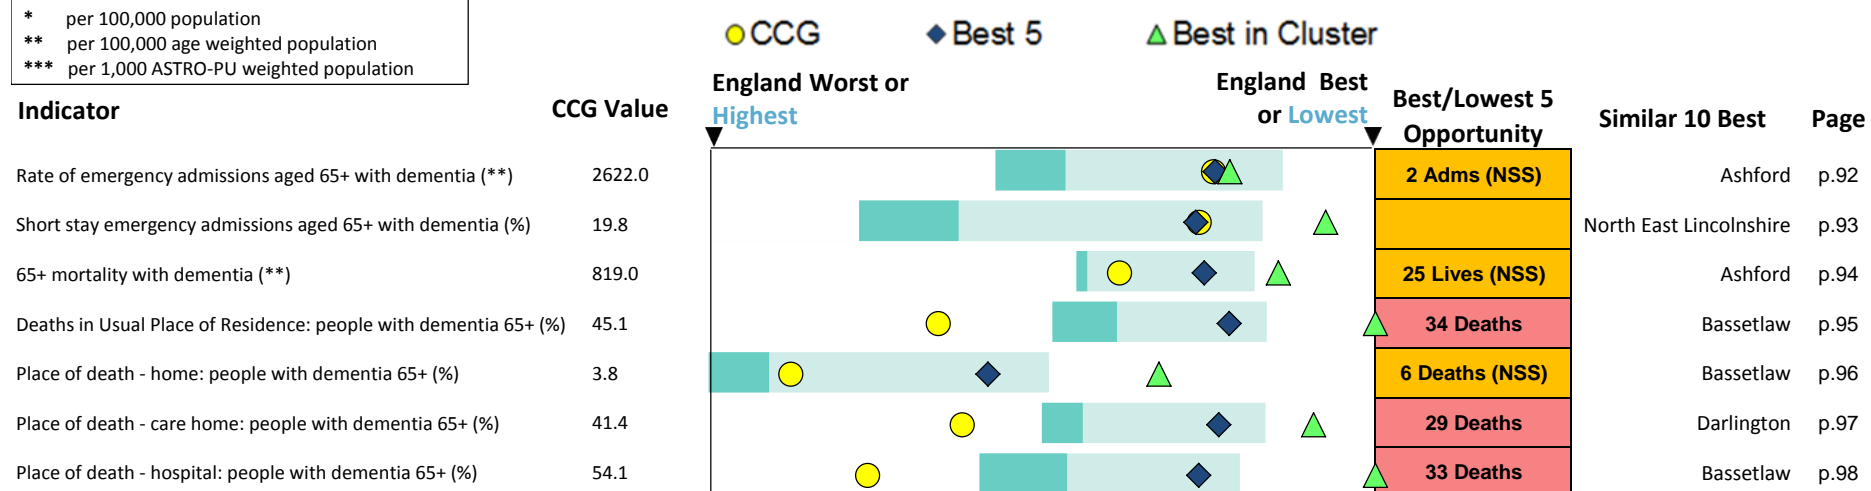 * per 100,000 population
** per 100,000 age weighted population
*** per 1,000 ASTRO-PU weighted population
CCG Best 5 Best in Cluster
Indicator CCG Value England Worst or Highest England Best or Lowest Best/Lowest 5 Opportunity Similar 10 Best Page
Rate of emergency admissions aged 65+ with dementia (**) 2622.0 2 Adms (NSS) Ashford p.92
Short stay emergency admissions aged 65+ with dementia (%) 19.8 North East Lincolnshire p.93
65+ mortality with dementia (**) 819.0 25 Lives (NSS) Ashford p.94
Deaths in Usual Place of Residence: people with dementia 65+ (%) 45.1 34 Deaths Bassetlaw p.95
Place of death - home: people with dementia 65+ (%) 3.8 6 Deaths (NSS) Bassetlaw p.96
Place of death - care home: people with dementia 65+ (%) 41.4 29 Deaths Darlington p.97
Place of death - hospital: people with dementia 65+ (%) 54.1 33 Deaths Bassetlaw p.98